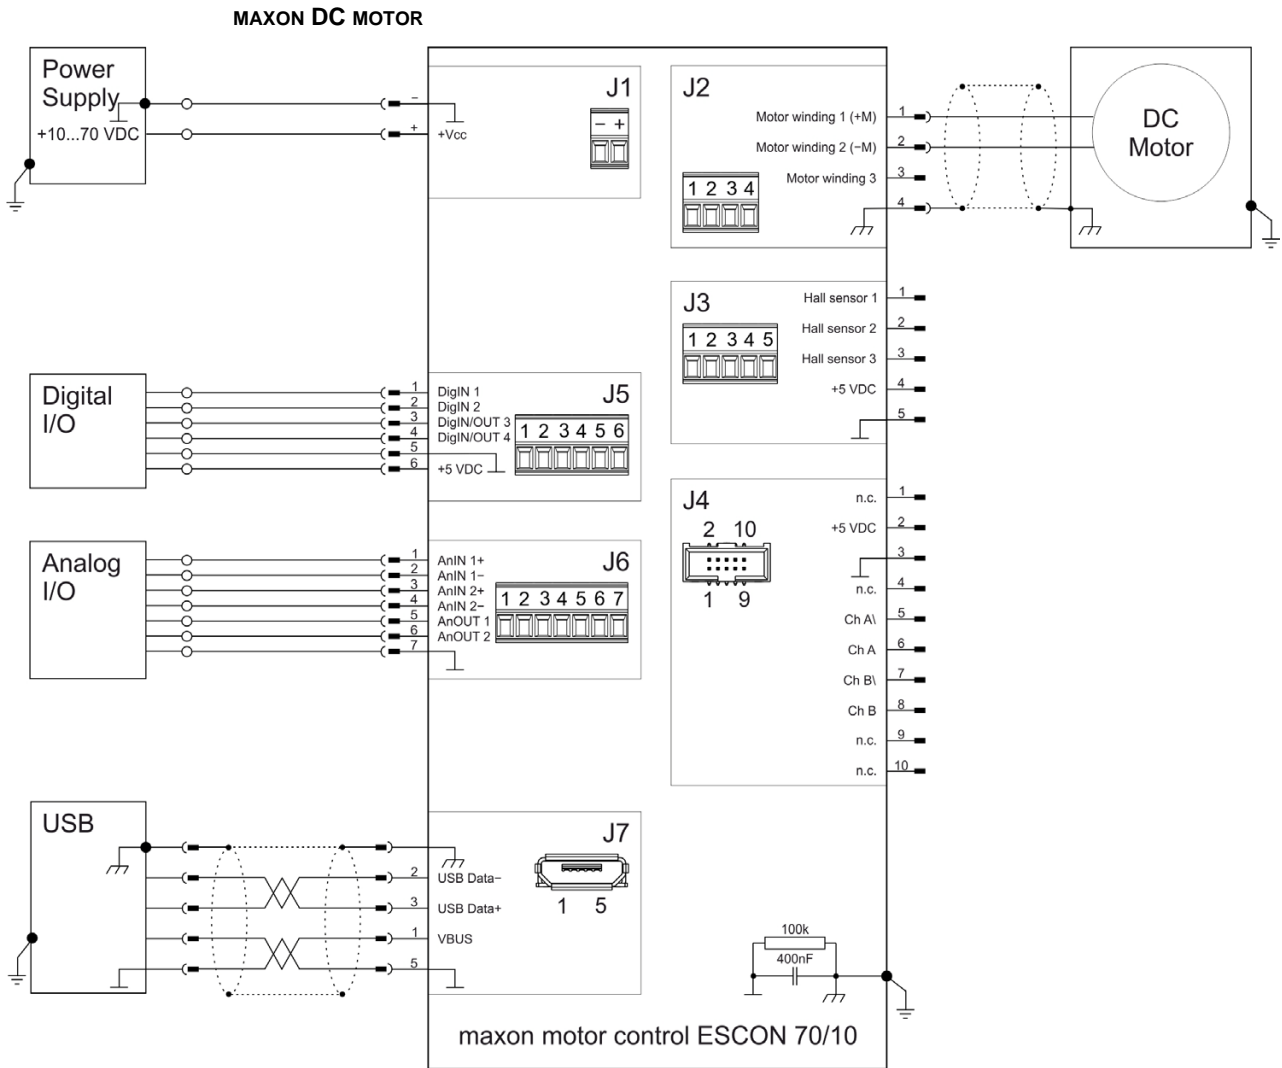 MAXON DC MOTOR
Power
Supply
+10...70 VDC
−
+
+Vcc
J1
− +
J2
1 2 3 4
Motor winding 1 (+M)
1
Motor winding 2 (−M)
2
Motor winding 3
3
4
DC
Motor
J3
1 2 3 4 5
Hall sensor 1
1
Hall sensor 2
2
Hall sensor 3
3
+5 VDC
4
5
Digital
I/O
1
DigIN 1
2
DigIN 2
3
DigIN/OUT 3
4
DigIN/OUT 4
5
6
+5 VDC
J5
1 2 3 4 5 6
J4
2 10
1 9
n.c.
1
+5 VDC
2
3
n.c.
4
Ch A\
5
Ch A
6
Ch B\
7
Ch B
8
n.c.
9
n.c.
10
Analog
I/O
1
AnIN 1+
2
AnIN 1−
3
AnIN 2+
4
AnIN 2−
5
AnOUT 1
6
AnOUT 2
7
J6
1 2 3 4 5 6 7
USB
2
USB Data−
3
USB Data+
1
VBUS
5
J7
1 5
100k
400nF
maxon motor control ESCON 70/10